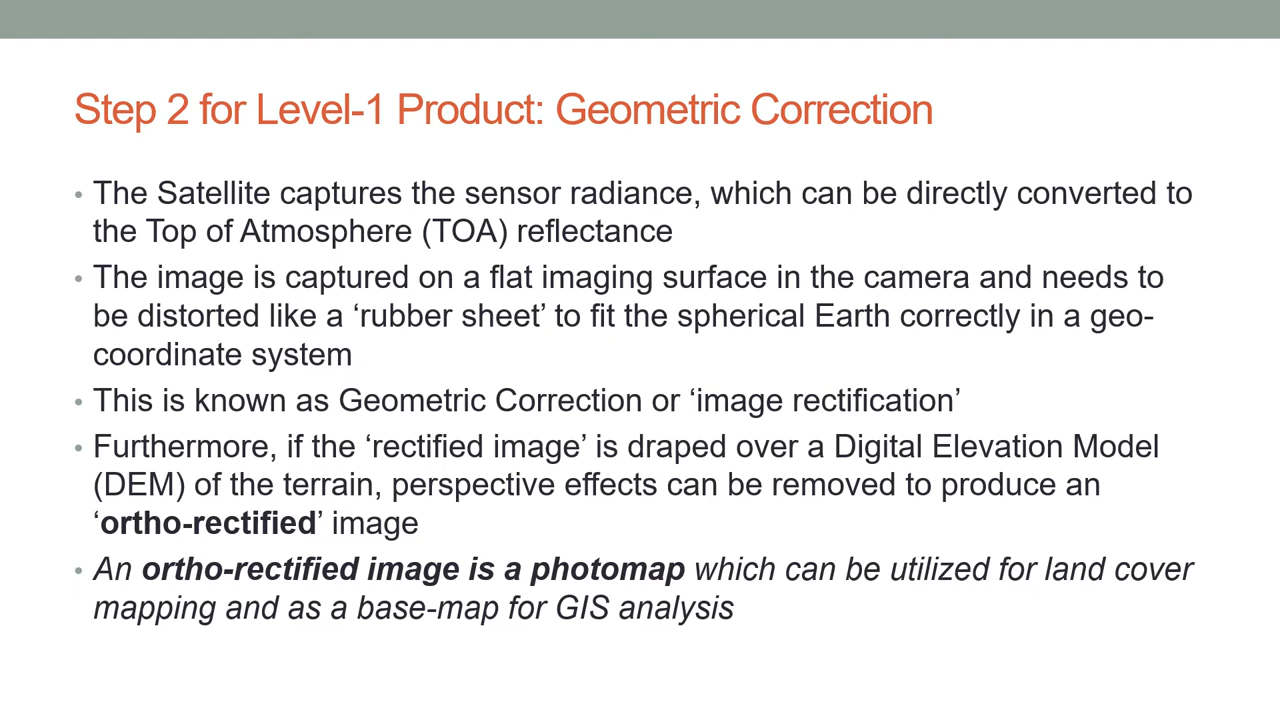 Step 2 for Level-1 Product: Geometric Correction
• The Satellite captures the sensor radiance, which can be directly converted to
the Top of Atmosphere (TOA) reflectance
• The image is captured on a flat imaging surface in the camera and needs to
be distorted like a ‘rubber sheet’ to fit the spherical Earth correctly in a geo-
coordinate system
• This is known as Geometric Correction or ‘image rectification’
• Furthermore, if the ‘rectified image’ is draped over a Digital Elevation Model
(DEM) of the terrain, perspective effects can be removed to produce an
‘ortho-rectified’ image
• An ortho-rectified image is a photomap which can be utilized for land cover
mapping and as a base-map for GIS analysis